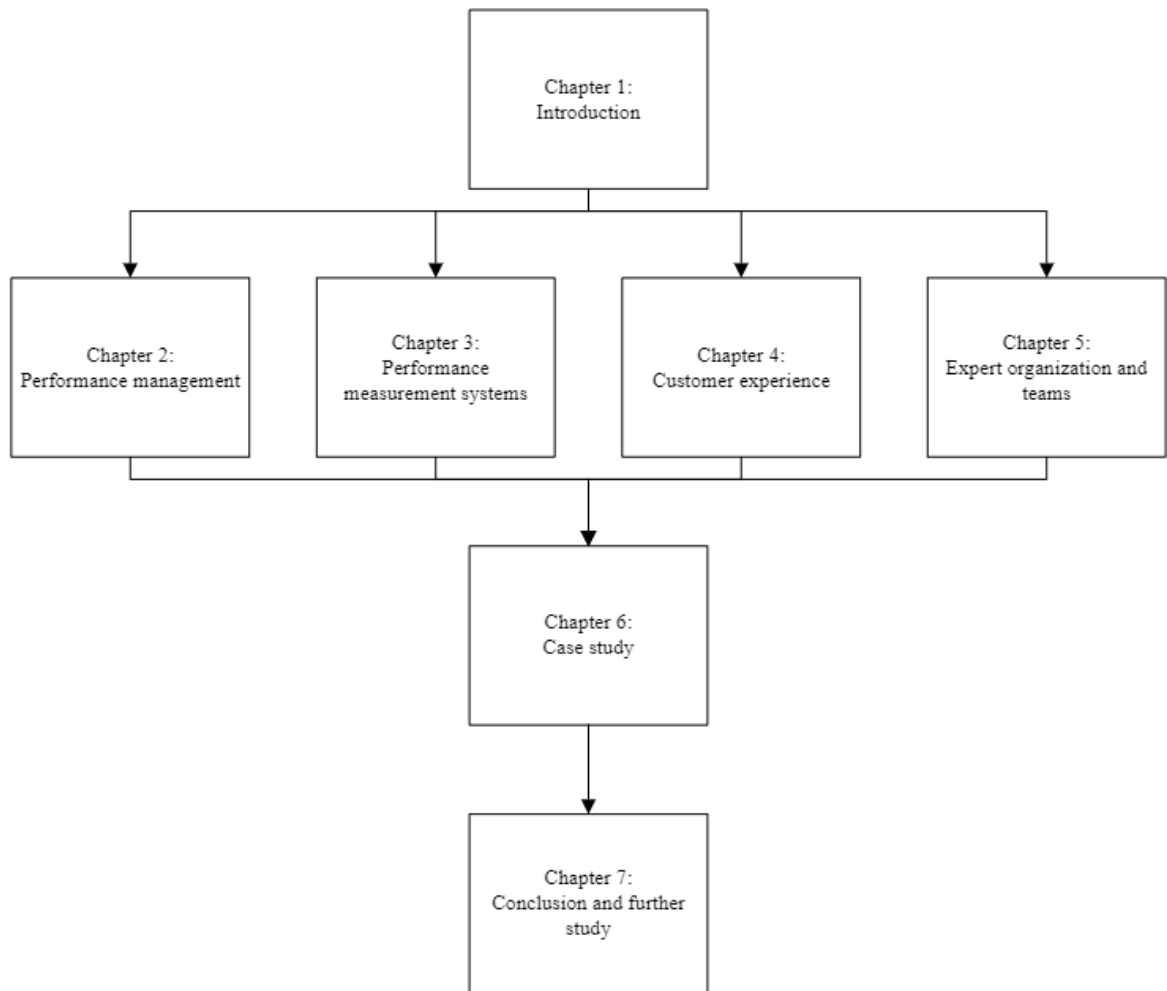 Chapter 1:
Introduction
Chapter 2:
Performance management
Chapter 3:
Performance
measurement systems
Chapter 4:
Customer experience
Chapter 5:
Expert organization and
teams
Chapter 6:
Case study
Chapter 7:
Conclusion and further
study